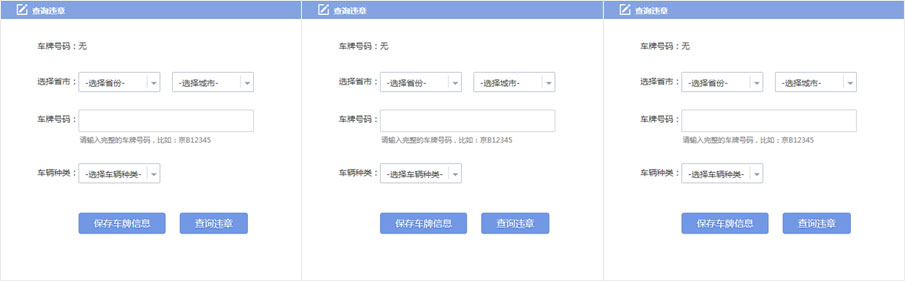 查询违章
车牌号码：无
选择省市：-选择省份- -选择城市-
车牌号码：
请输入完整的车牌号码，比如：京B12345
车辆种类：-选择车辆种类-
保存车牌信息 查询违章
查询违章
车牌号码：无
选择省市：-选择省份- -选择城市-
车牌号码：
请输入完整的车牌号码，比如：京B12345
车辆种类：-选择车辆种类-
保存车牌信息 查询违章
查询违章
车牌号码：无
选择省市：-选择省份- -选择城市-
车牌号码：
请输入完整的车牌号码，比如：京B12345
车辆种类：-选择车辆种类-
保存车牌信息 查询违章